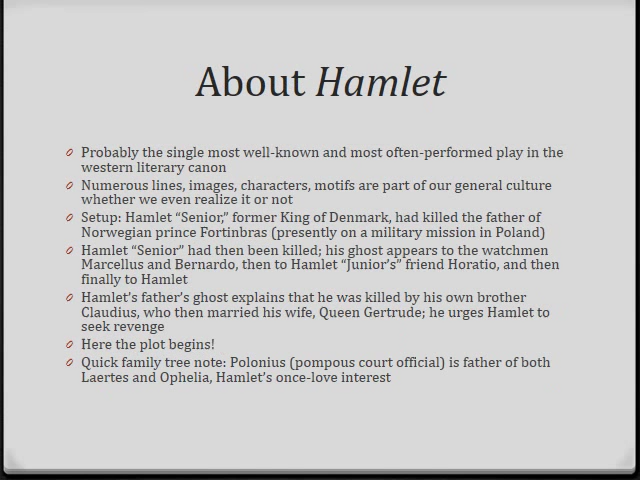 About Hamlet
Probably the single most well-known and most often-performed play in the
western literary canon
Numerous lines, images, characters, motifs are part of our general culture
whether we even realize it or not
Setup: Hamlet “Senior,” former King of Denmark, had killed the father of
Norwegian prince Fortinbras (presently on a military mission in Poland)
Hamlet “Senior” had then been killed; his ghost appears to the watchmen
Marcellus and Bernardo, then to Hamlet “Junior’s” friend Horatio, and then
finally to Hamlet
Hamlet’s father’s ghost explains that he was killed by his own brother
Claudius, who then married his wife, Queen Gertrude; he urges Hamlet to
seek revenge
Here the plot begins!
Quick family tree note: Polonius (pompous court official) is father of both
Laertes and Ophelia, Hamlet’s once-love interest